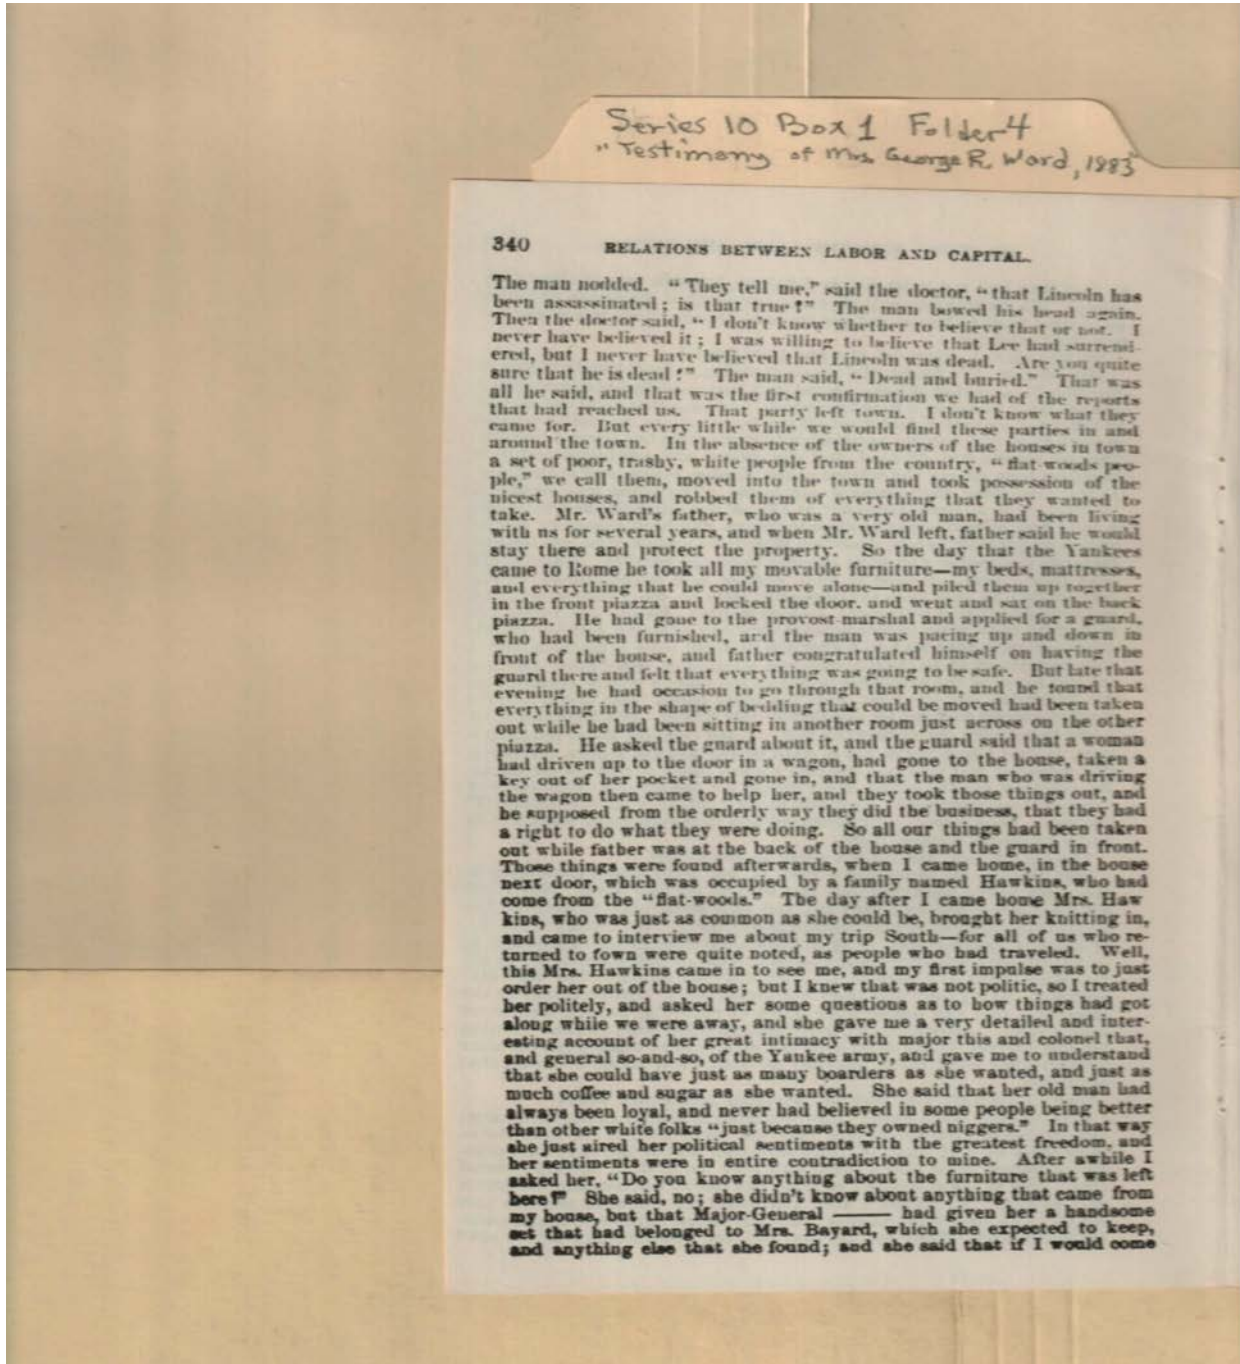 Series 10 Box 1 Folder 4
"Testimony of Mrs. George R. Ward, 1883"
340 RELATIONS BETWEEN LABOR AND CAPITAL.
The man nodded. "They tell me," said the doctor, "that Lincoln has
been assassinated; is that true?" The man bowed his head again.
Then the doctor said, "I don't know whether to believe that or not. I
never have believed it; I was willing to believe that Lee had surrend-
ered, but I never have believed that Lincoln was dead. Are you quite
sure that he is dead?" The man said, "Dead and buried." That was
all he said, and that was the first confirmation we had of the reports
that had reached us. That party left town. I don't know what they
came for. But every little while we would find these parties in and
around the town. In the absence of the owners of the houses in town
a set of poor, trashy, white people from the country, "flat-woods peo-
ple," we call them, moved into the town and took possession of the
nicest houses, and robbed them of everything that they wanted to
take. Mr. Ward's father, who was a very old man, had been living
with us for several years, and when Mr. Ward left, father said he would
stay there and protect the property. So the day that the Yankees
came to Rome he took all my movable furniture—my beds, mattresses,
and everything that he could move alone—and piled them up together
in the front piazza and locked the door, and went and sat on the back
piazza. He had gone to the provost-marshal and applied for a guard,
who had been furnished, and the man was pacing up and down in
front of the house, and father congratulated himself on having the
guard there and felt that everything was going to be safe. But late that
evening he had occasion to go through that room, and he found that
everything in the shape of bedding that could be moved had been taken
out while he had been sitting in another room just across on the other
piazza. He asked the guard about it, and the guard said that a woman
had driven up to the door in a wagon, had gone to the house, taken a
key out of her pocket and gone in, and that the man who was driving
the wagon then came to help her, and they took those things out, and
he supposed from the orderly way they did the business, that they had
a right to do what they were doing. So all our things had been taken
out while father was at the back of the house and the guard in front.
Those things were found afterwards, when I came home, in the house
next door, which was occupied by a family named Hawkins, who had
come from the "flat-woods." The day after I came home Mrs. Haw
kins, who was just as common as she could be, brought her knitting in,
and came to interview me about my trip South—for all of us who re-
turned to town were quite noted, as people who had traveled. Well,
this Mrs. Hawkins came in to see me, and my first impulse was to just
order her out of the house; but I knew that was not politic, so I treated
her politely, and asked her some questions as to how things had got
along while we were away, and she gave me a very detailed and inter-
esting account of her great intimacy with major this and colonel that,
and general so-and-so, of the Yankee army, and gave me to understand
that she could have just as many boarders as she wanted, and just as
much coffee and sugar as she wanted. She said that her old man had
always been loyal, and never had believed in some people being better
than other white folks "just because they owned niggers." In that way
she just aired her political sentiments with the greatest freedom, and
her sentiments were in entire contradiction to mine. After awhile I
asked her, "Do you know anything about the furniture that was left
here?" She said, no; she didn't know about anything that came from
my house, but that Major-General —— had given her a handsome
set that had belonged to Mrs. Bayard, which she expected to keep,
and anything else that she found; and she said that if I would come